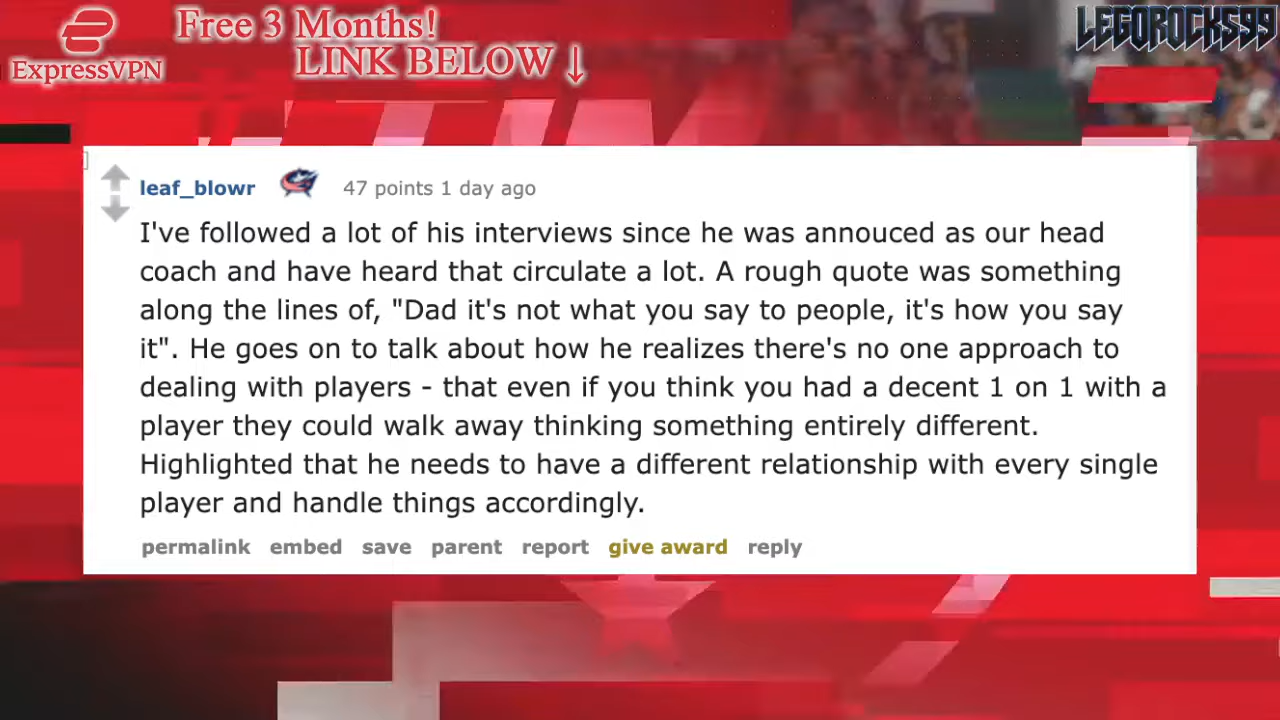 Free 3 Months!
LINK BELOW ↓
ExpressVPN
LEGOROCKS99
leaf_blowr 47 points 1 day ago
I've followed a lot of his interviews since he was annouced as our head
coach and have heard that circulate a lot. A rough quote was something
along the lines of, "Dad it's not what you say to people, it's how you say
it". He goes on to talk about how he realizes there's no one approach to
dealing with players - that even if you think you had a decent 1 on 1 with a
player they could walk away thinking something entirely different.
Highlighted that he needs to have a different relationship with every single
player and handle things accordingly.
permalink embed save parent report give award reply